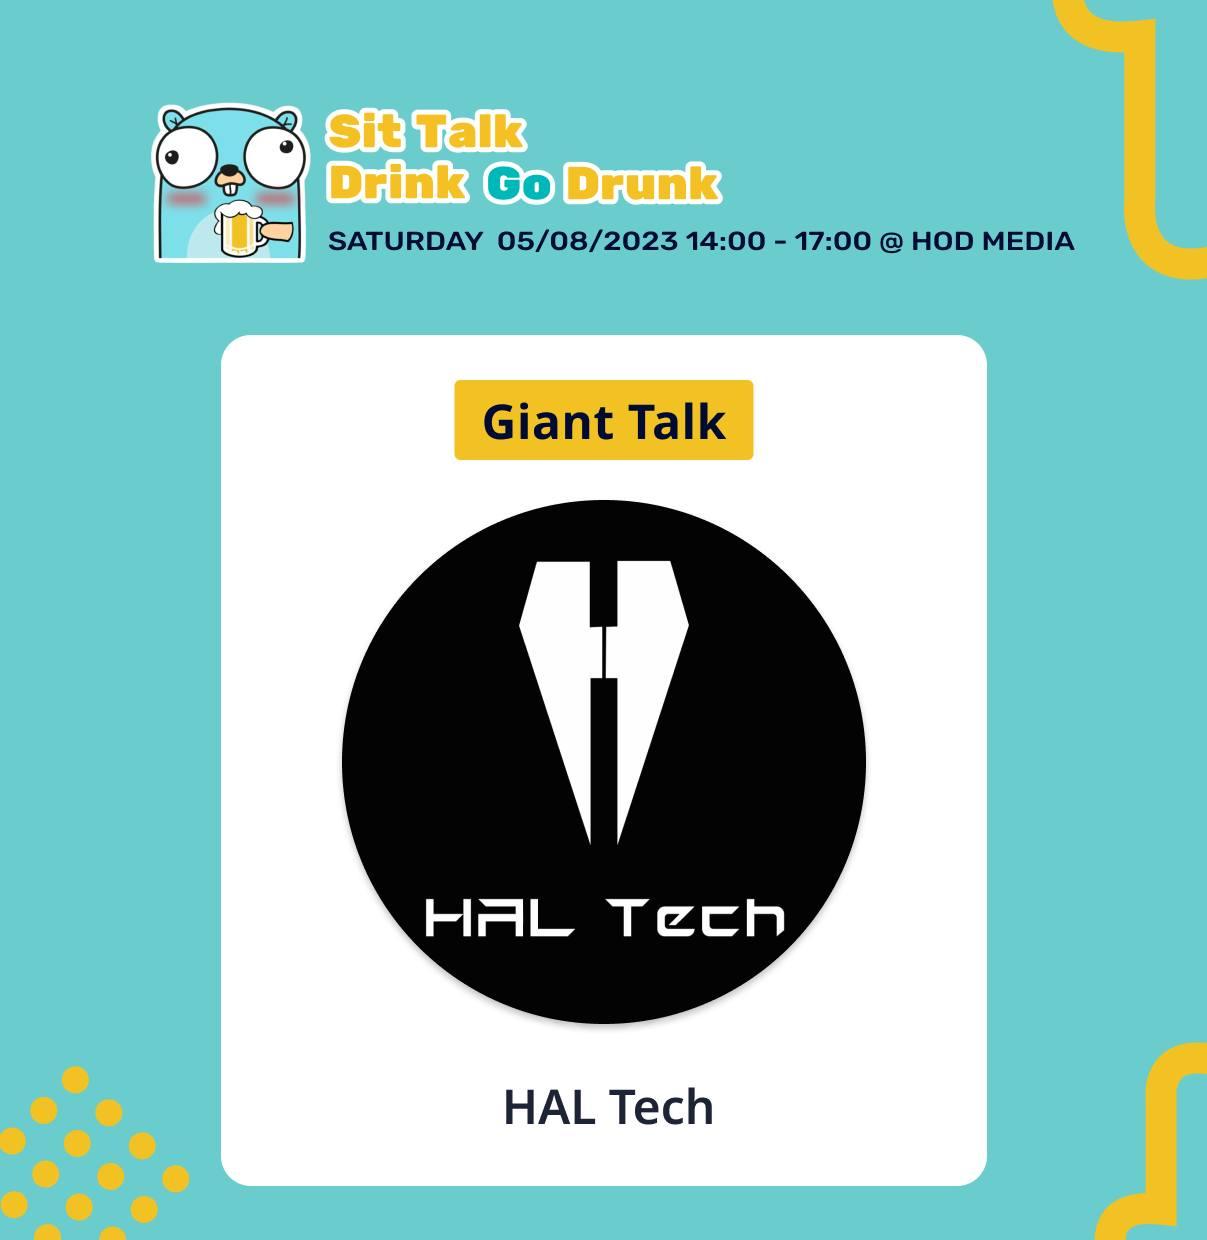 Sit Talk
Drink Go Drunk
SATURDAY 05/08/2023 14:00 - 17:00 @ HOD MEDIA
Giant Talk
HAL Tech
HAL Tech